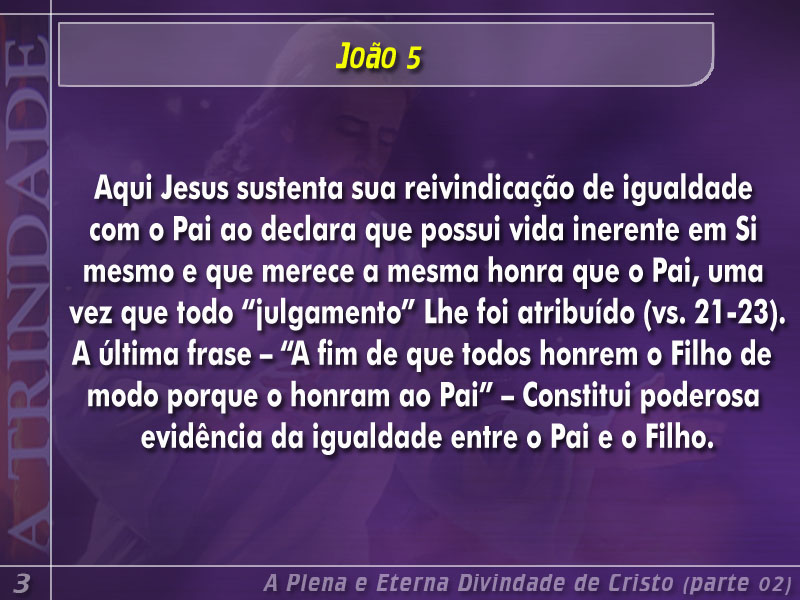 João 5
Aqui Jesus sustenta sua reivindicação de igualdade
com o Pai ao declara que possui vida inerente em Si
mesmo e que merece a mesma honra que o Pai, uma
vez que todo “julgamento” Lhe foi atribuído (vs. 21-23).
A última frase – “A fim de que todos honrem o Filho de
modo porque o honram ao Pai” – Constitui poderosa
evidência da igualdade entre o Pai e o Filho.
A TRINDADE
3
A Plena e Eterna Divindade de Cristo (parte 02)